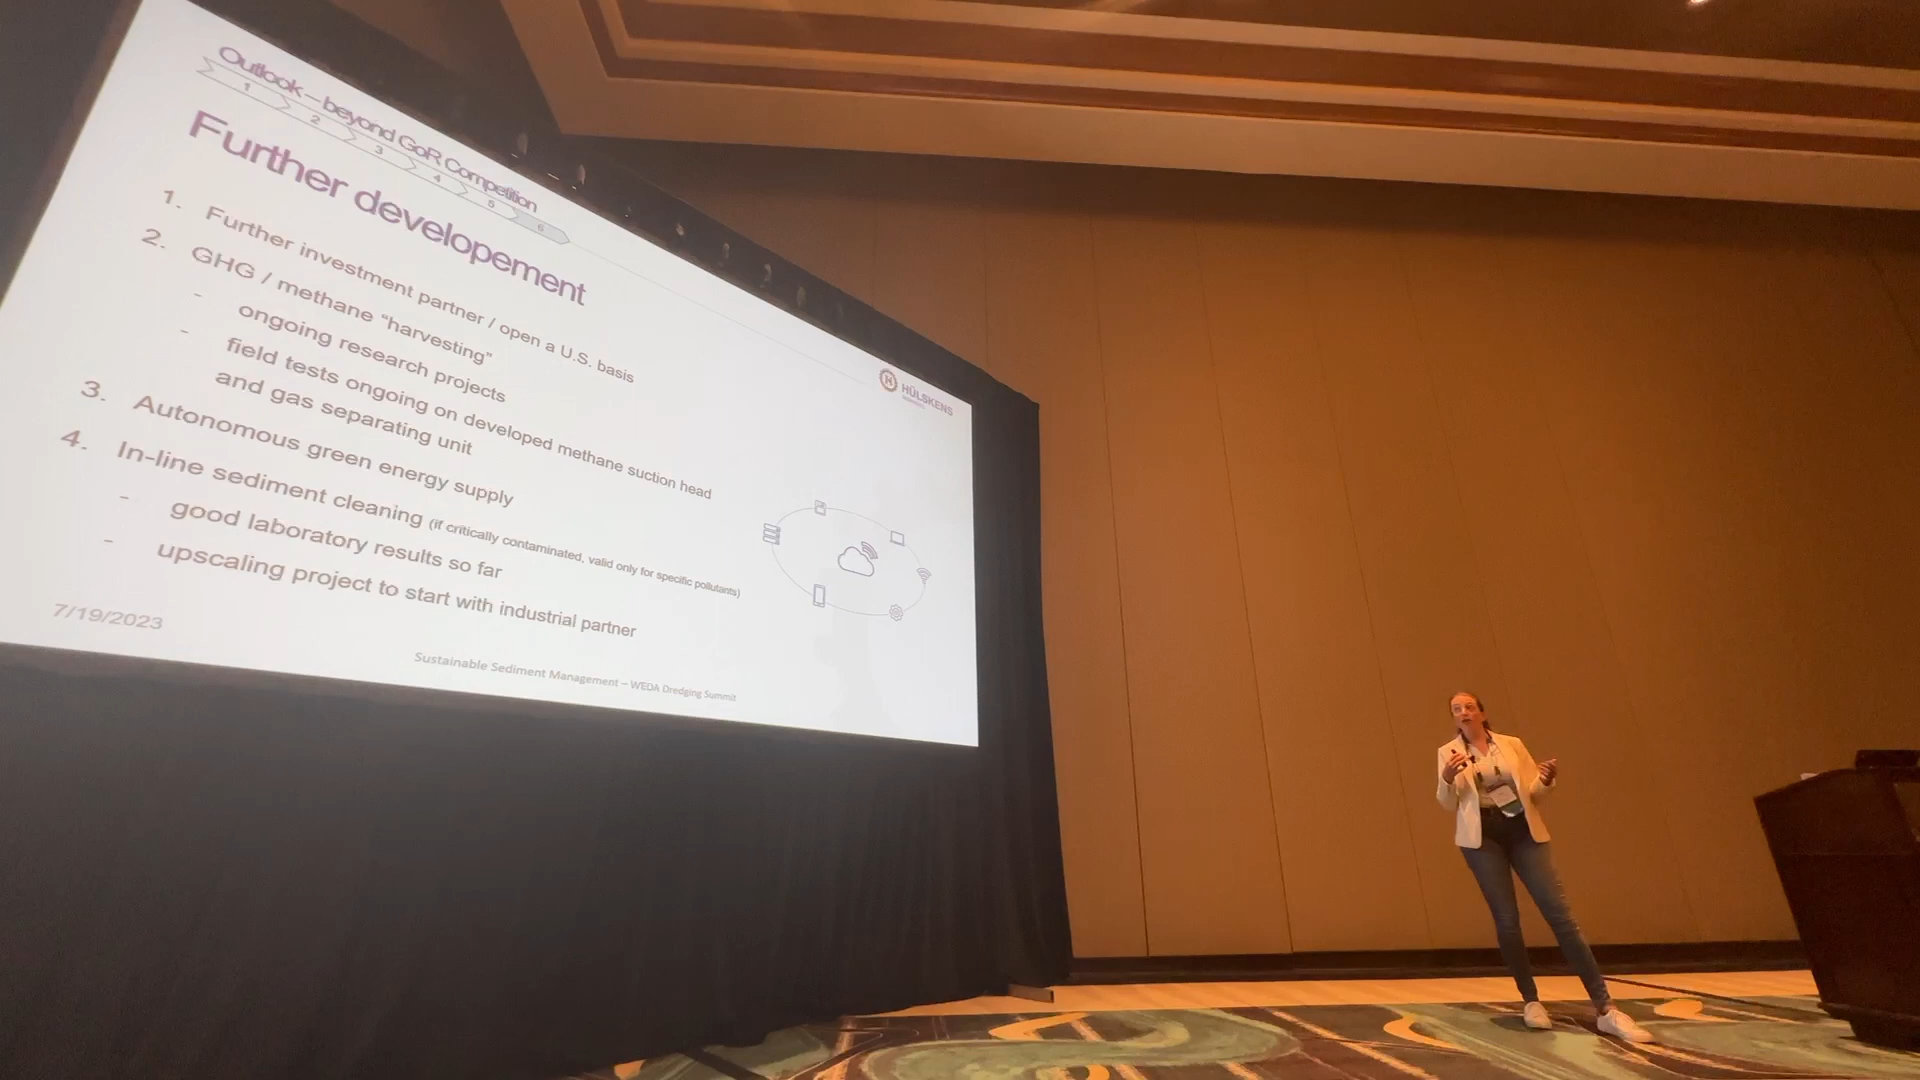 Outlook – beyond GoR Competition
1 2 3 4 5 6
Further developement
1. Further investment partner / open a U.S. basis
2. GHG / methane "harvesting"
- ongoing research projects
- field tests ongoing on developed methane suction head
and gas separating unit
3. Autonomous green energy supply
4. In-line sediment cleaning (if critically contaminated, valid only for specific pollutants)
- good laboratory results so far
- upscaling project to start with industrial partner
H HÜLSKENS
7/19/2023
Sustainable Sediment Management – WEDA Dredging Summit